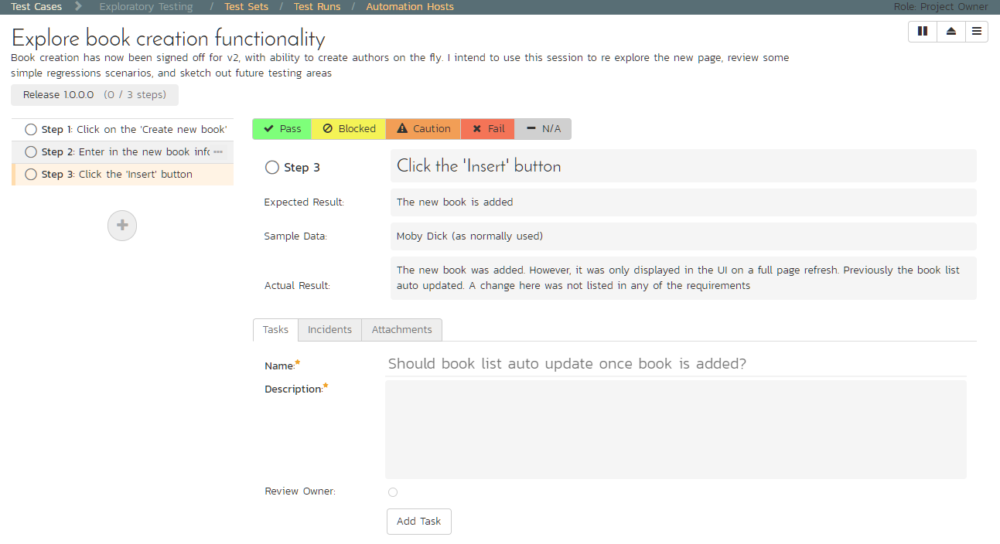 Test Cases Exploratory Testing / Test Sets / Test Runs / Automation Hosts Role: Project Owner
Explore book creation functionality
Book creation has now been signed off for v2, with ability to create authors on the fly. I intend to use this session to re explore the new page, review some
simple regressions scenarios, and sketch out future testing areas
Release 1.0.0.0 (0 / 3 steps)
Step 1: Click on the 'Create new book'
Step 2: Enter in the new book info
Step 3: Click the 'Insert' button
Pass Blocked Caution Fail N/A
Step 3 Click the 'Insert' button
Expected Result: The new book is added
Sample Data: Moby Dick (as normally used)
Actual Result: The new book was added. However, it was only displayed in the UI on a full page refresh. Previously the book list
auto updated. A change here was not listed in any of the requirements
Tasks Incidents Attachments
Name:* Should book list auto update once book is added?
Description:*
Review Owner:
Add Task